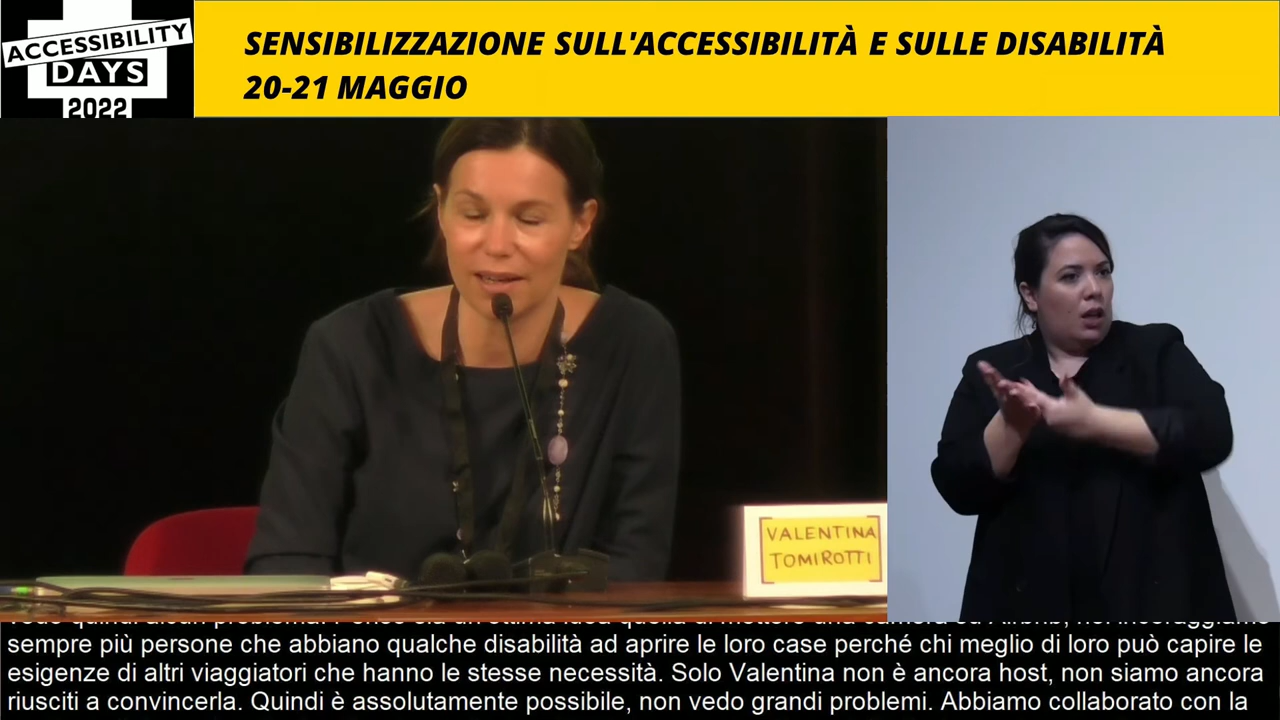 ACCESSIBILITY
DAYS
2022
SENSIBILIZZAZIONE SULL'ACCESSIBILITÀ E SULLE DISABILITÀ
20-21 MAGGIO
VALENTINA
TOMIROTTI
sempre più persone che abbiano qualche disabilità ad aprire le loro case perché chi meglio di loro può capire le
esigenze di altri viaggiatori che hanno le stesse necessità. Solo Valentina non è ancora host, non siamo ancora
riusciti a convincerla. Quindi è assolutamente possibile, non vedo grandi problemi. Abbiamo collaborato con la